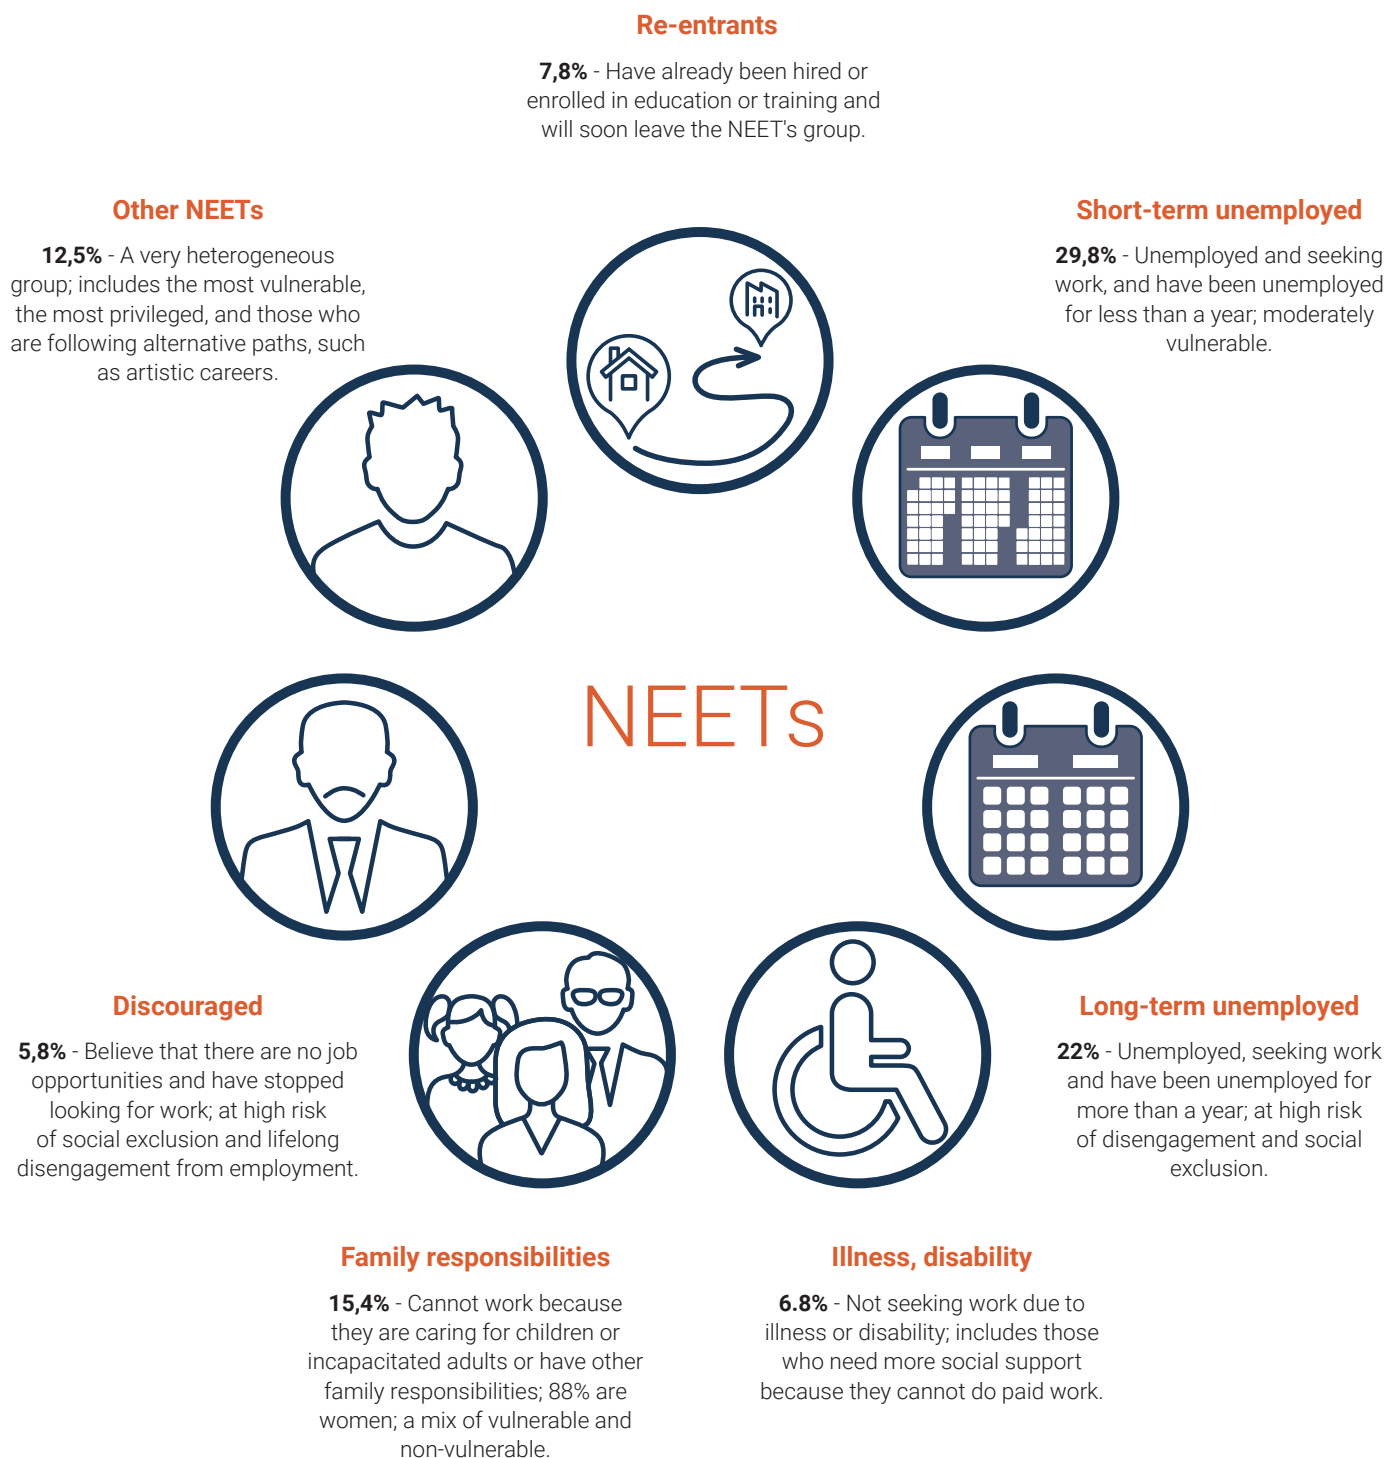 Re-entrants
7,8% - Have already been hired or
enrolled in education or training and
will soon leave the NEET's group.
Other NEETs
12,5% - A very heterogeneous
group; includes the most vulnerable,
the most privileged, and those who
are following alternative paths, such
as artistic careers.
Short-term unemployed
29,8% - Unemployed and seeking
work, and have been unemployed
for less than a year; moderately
vulnerable.
NEETs
Discouraged
5,8% - Believe that there are no job
opportunities and have stopped
looking for work; at high risk
of social exclusion and lifelong
disengagement from employment.
Long-term unemployed
22% - Unemployed, seeking work
and have been unemployed for
more than a year; at high risk
of disengagement and social
exclusion.
Family responsibilities
15,4% - Cannot work because
they are caring for children or
incapacitated adults or have other
family responsibilities; 88% are
women; a mix of vulnerable and
non-vulnerable.
Illness, disability
6.8% - Not seeking work due to
illness or disability; includes those
who need more social support
because they cannot do paid work.